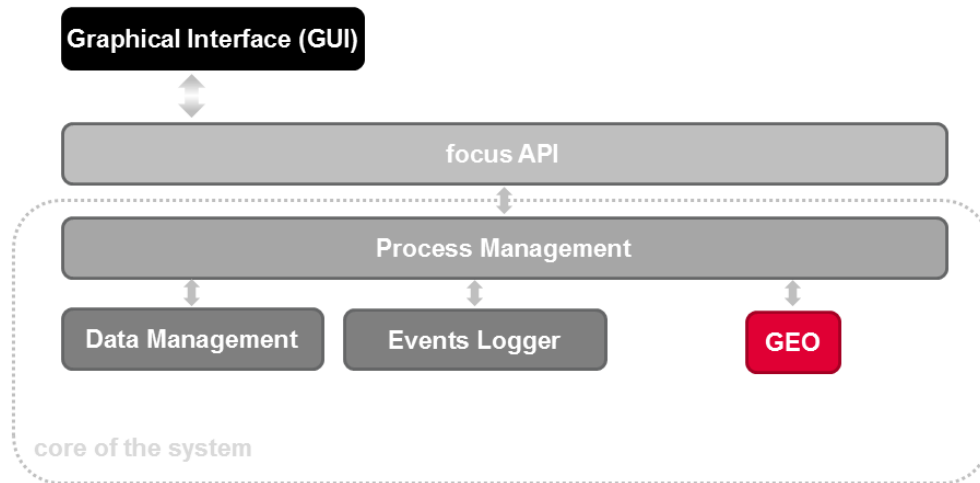 Graphical Interface (GUI)
focus API
Process Management
Data Management
Events Logger
GEO
core of the system